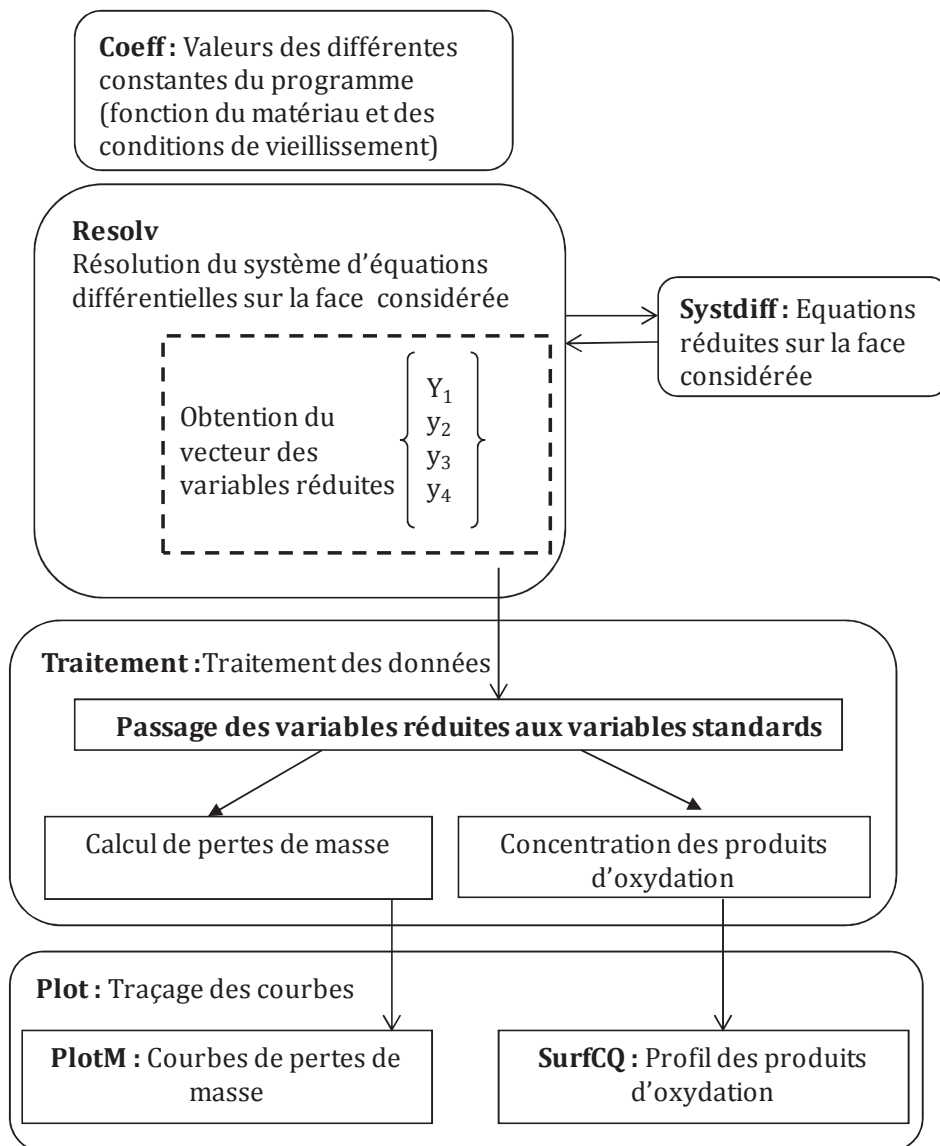 Coeff : Valeurs des différentes
constantes du programme
(fonction du matériau et des
conditions de vieillissement)
Resolv
Résolution du système d'équations
différentielles sur la face considérée
Systdiff : Equations
réduites sur la face
considérée
Obtention du
vecteur des
variables réduites
Y1
y2
y3
y4
Traitement :Traitement des données
Passage des variables réduites aux variables standards
Calcul de pertes de masse
Concentration des produits
d'oxydation
Plot : Traçage des courbes
PlotM : Courbes de pertes de
masse
SurfCQ : Profil des produits
d'oxydation